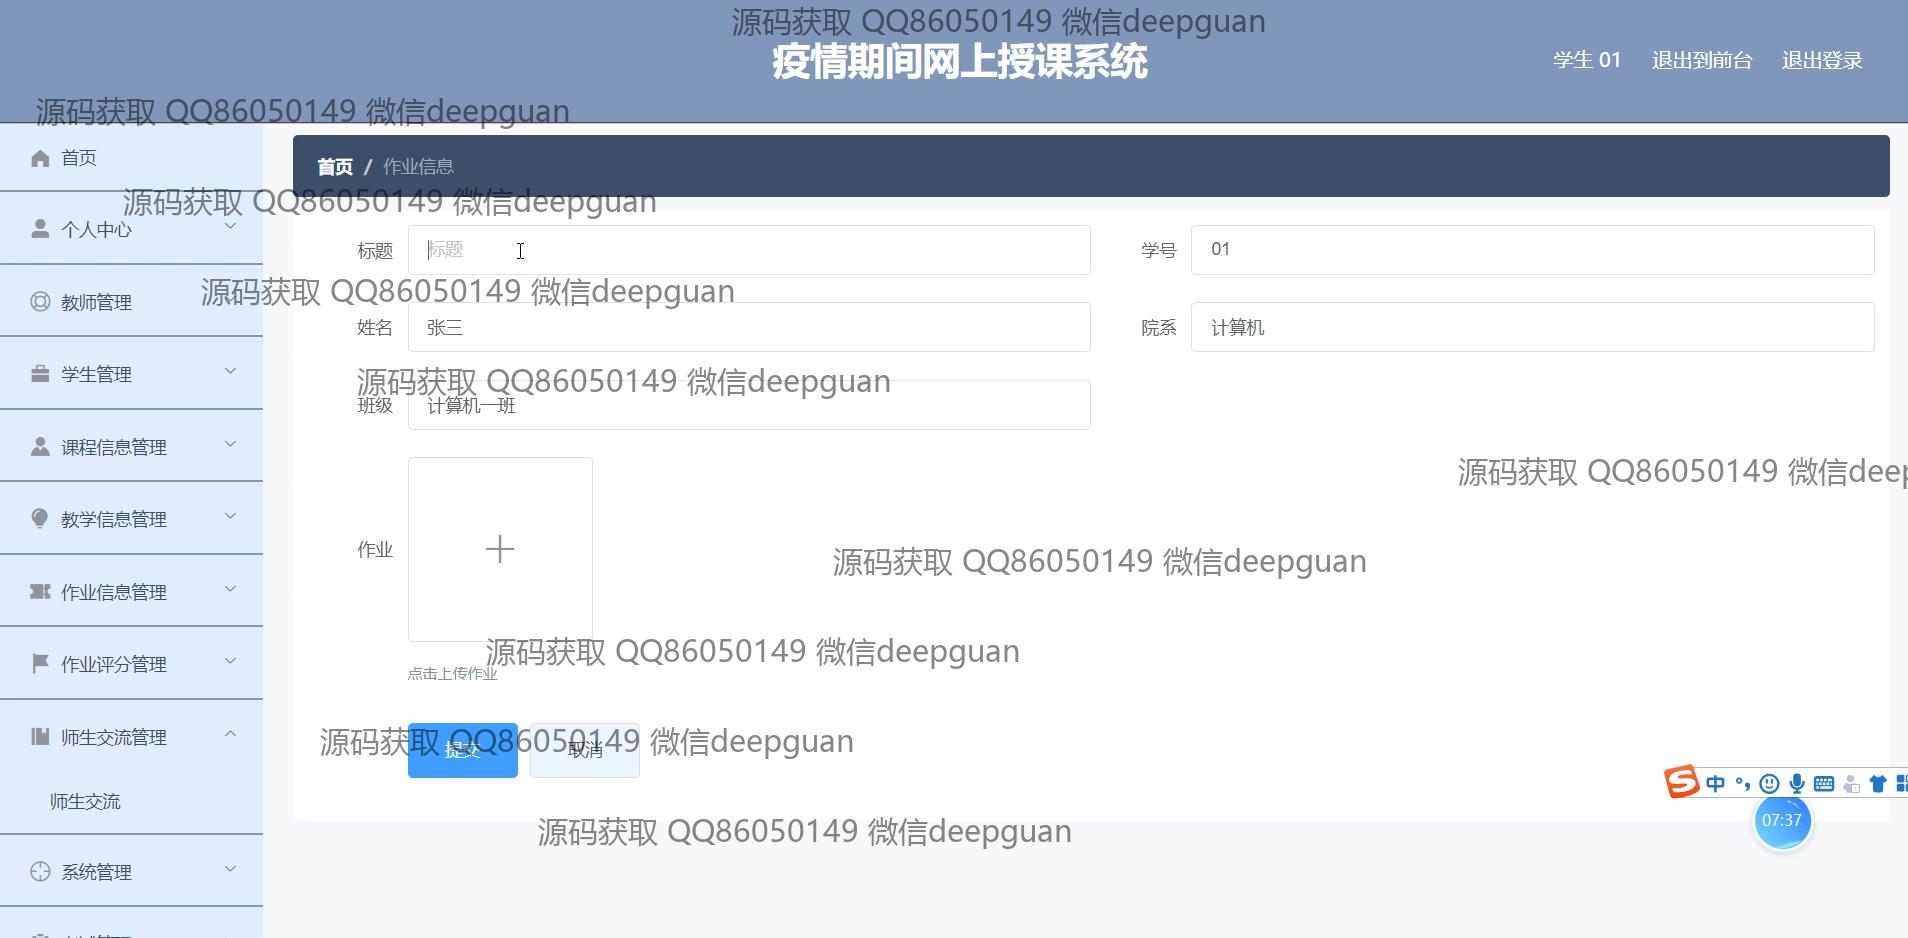 源码获取 QQ86050149 微信deepguan
疫情期间网上授课系统
学生 01 退出到前台 退出登录
源码获取 QQ86050149 微信deepguan
首页
首页 / 作业信息
源码获取 QQ86050149 微信deepguan
个人中心
标题 标题
学号 01
源码获取 QQ86050149 微信deepguan
教师管理
姓名 张三
院系 计算机
学生管理
源码获取 QQ86050149 微信deepguan
班级 计算机一班
课程信息管理
源码获取 QQ86050149 微信deep
教学信息管理
作业
源码获取 QQ86050149 微信deepguan
作业信息管理
源码获取 QQ86050149 微信deepguan
作业评分管理
点击上传作业
师生交流管理
源码获取 QQ86050149 微信deepguan
提交 取消
中
师生交流
07:37
源码获取 QQ86050149 微信deepguan
系统管理